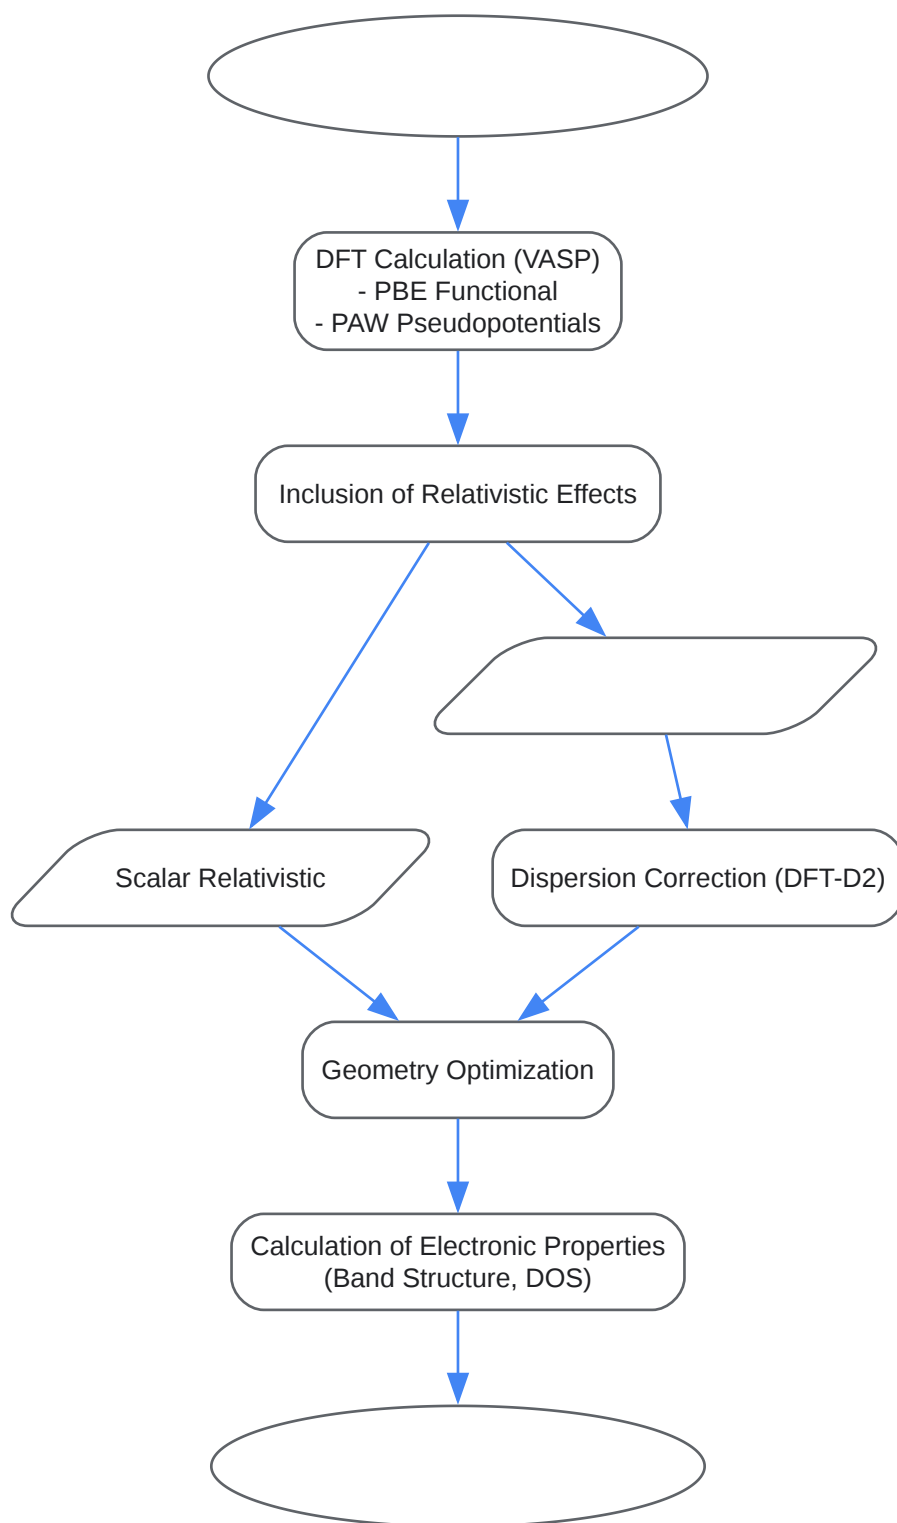 DFT Calculation (VASP)
- PBE Functional
- PAW Pseudopotentials
Inclusion of Relativistic Effects
Scalar Relativistic
Dispersion Correction (DFT-D2)
Geometry Optimization
Calculation of Electronic Properties
(Band Structure, DOS)